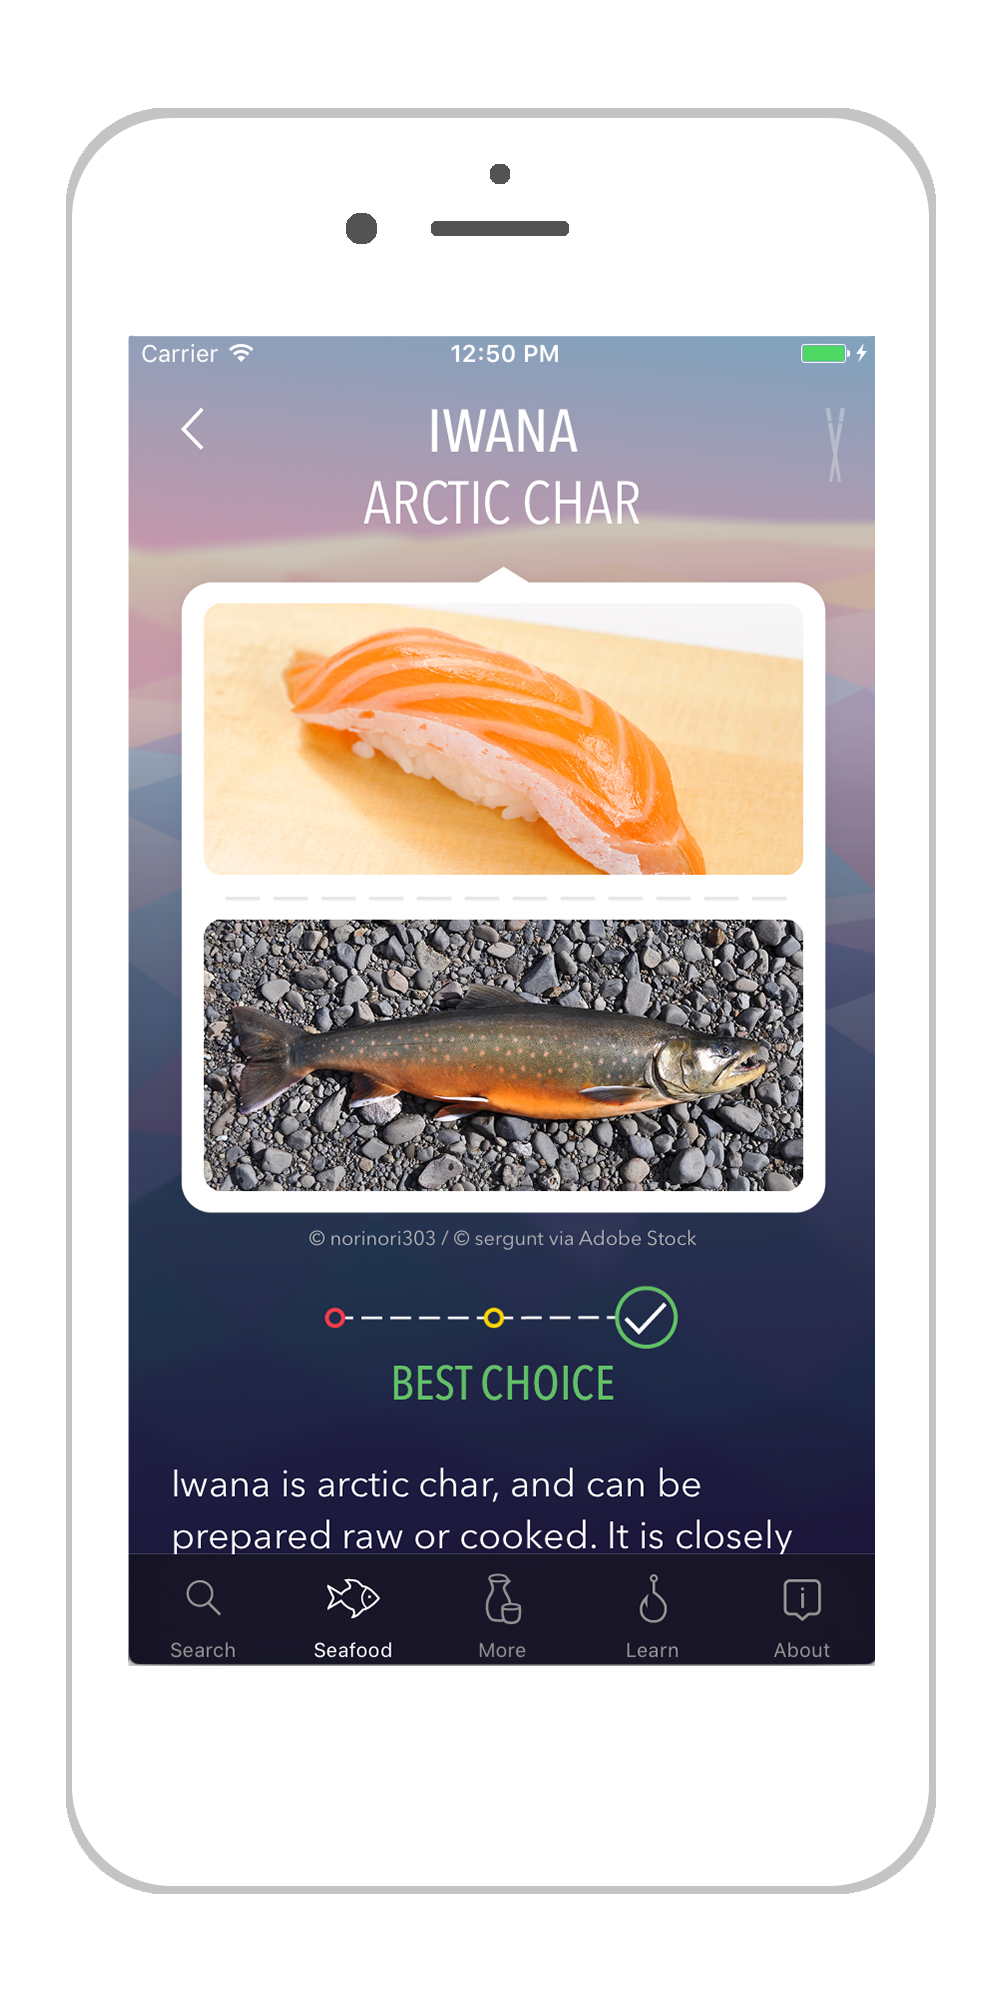 Carrier
12:50 PM
IWANA
ARCTIC CHAR
© norinori303 / © sergunt via Adobe Stock
BEST CHOICE
Iwana is arctic char, and can be
prepared raw or cooked. It is closely
Search
Seafood
More
Learn
About